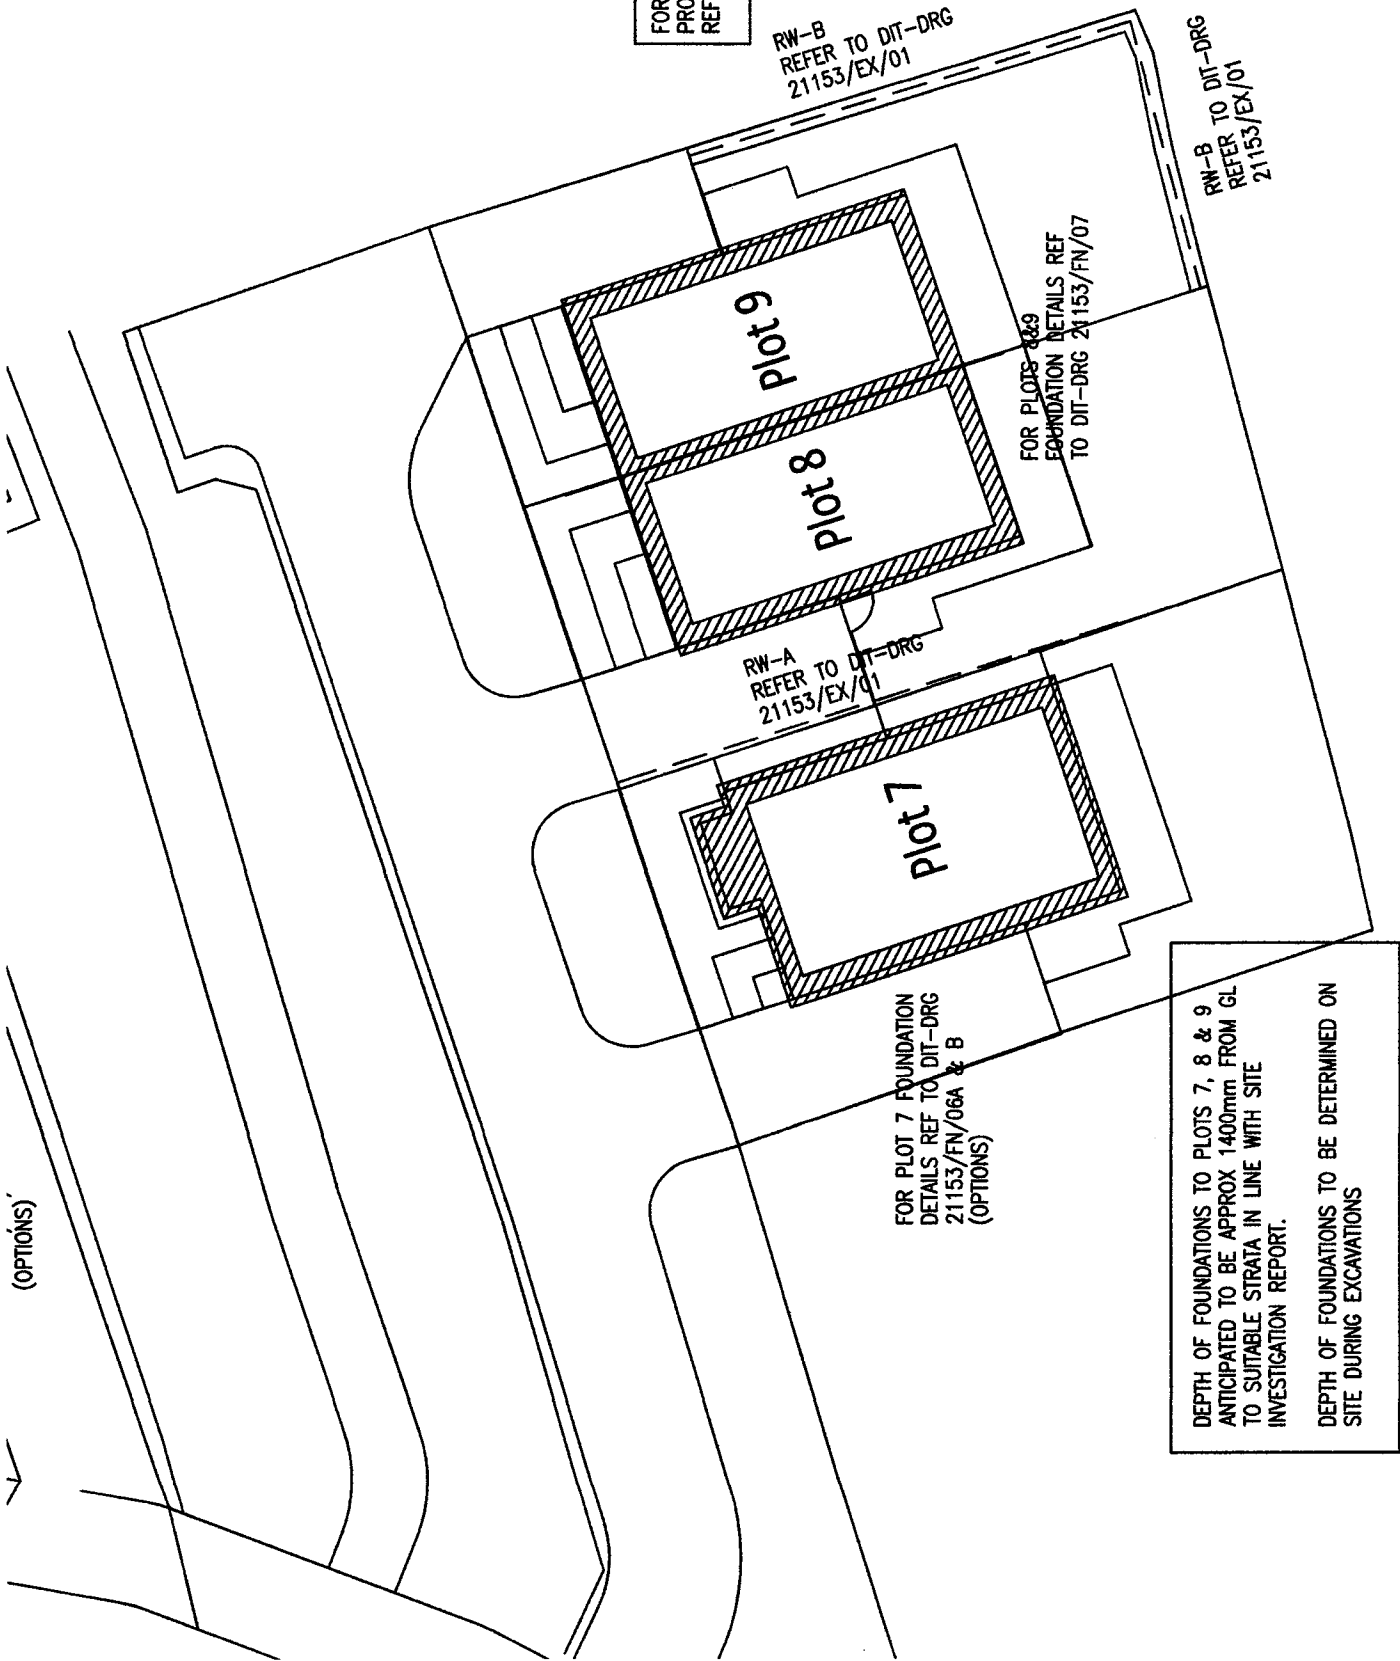 (OPTIONS)
FOR
PRO
REF
RW-B
REFER TO DIT-DRG
21153/EX/01
RW-B
REFER TO DIT-DRG
21153/EX/01
Plot 9
Plot 8
FOR PLOTS 8&9
FOUNDATION DETAILS REF
TO DIT-DRG 21153/FN/07
RW-A
REFER TO DIT-DRG
21153/EX/01
Plot 7
FOR PLOT 7 FOUNDATION
DETAILS REF TO DIT-DRG
21153/FN/06A & B
(OPTIONS)
DEPTH OF FOUNDATIONS TO PLOTS 7, 8 & 9
ANTICIPATED TO BE APPROX 1400mm FROM GL
TO SUITABLE STRATA IN LINE WITH SITE
INVESTIGATION REPORT.
DEPTH OF FOUNDATIONS TO BE DETERMINED ON
SITE DURING EXCAVATIONS